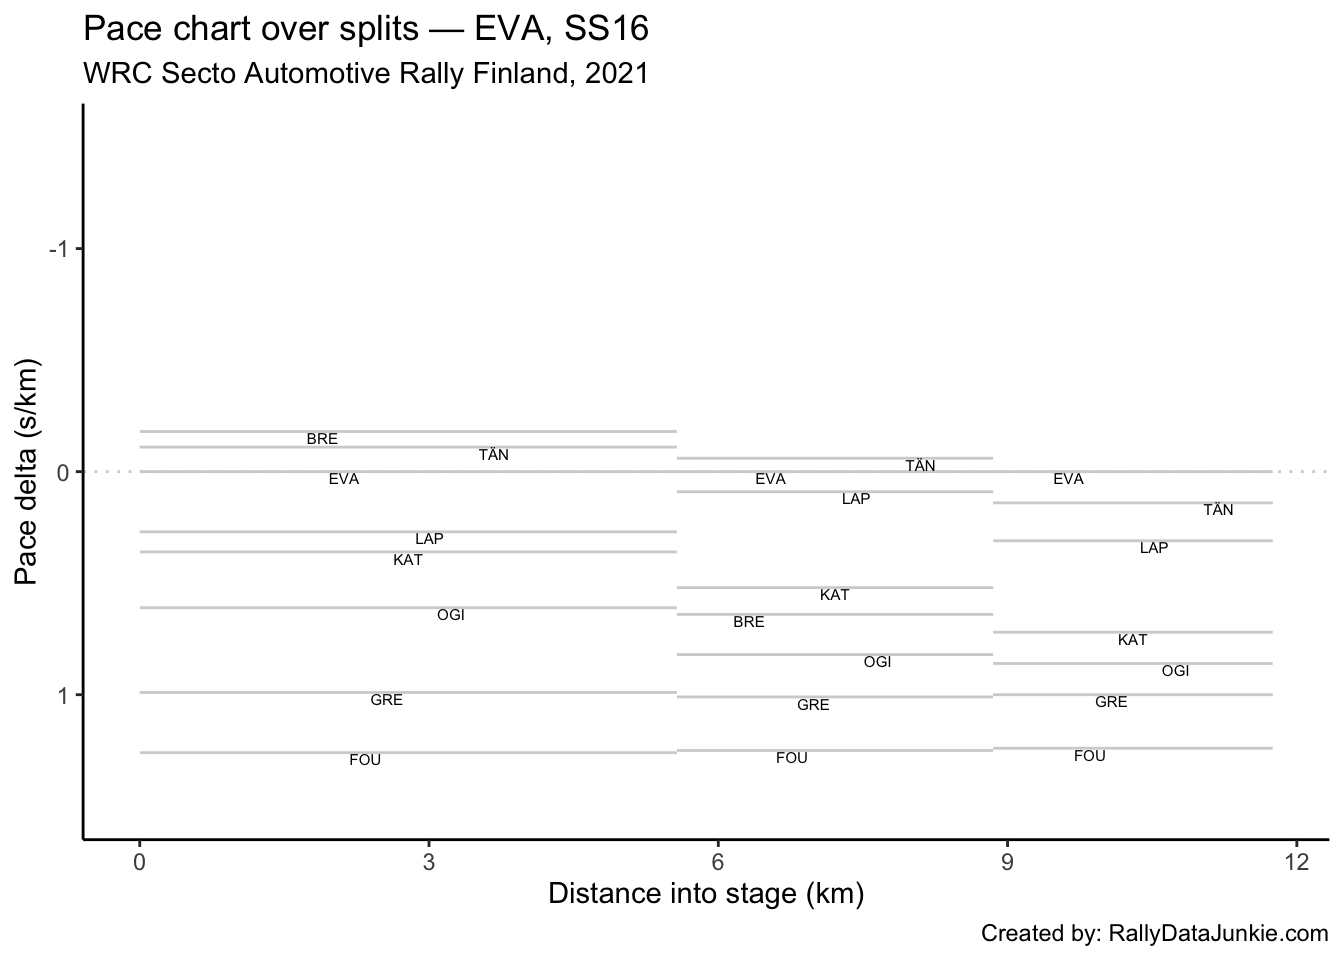 Pace chart over splits — EVA, SS16
WRC Secto Automotive Rally Finland, 2021
Pace delta (s/km)
-1
0
1
BRE
TÄN
EVA
LAP
KAT
OGI
GRE
FOU
TÄN
EVA
LAP
KAT
BRE
OGI
GRE
FOU
EVA
TÄN
LAP
KAT
OGI
GRE
FOU
0 3 6 9 12
Distance into stage (km)
Created by: RallyDataJunkie.com